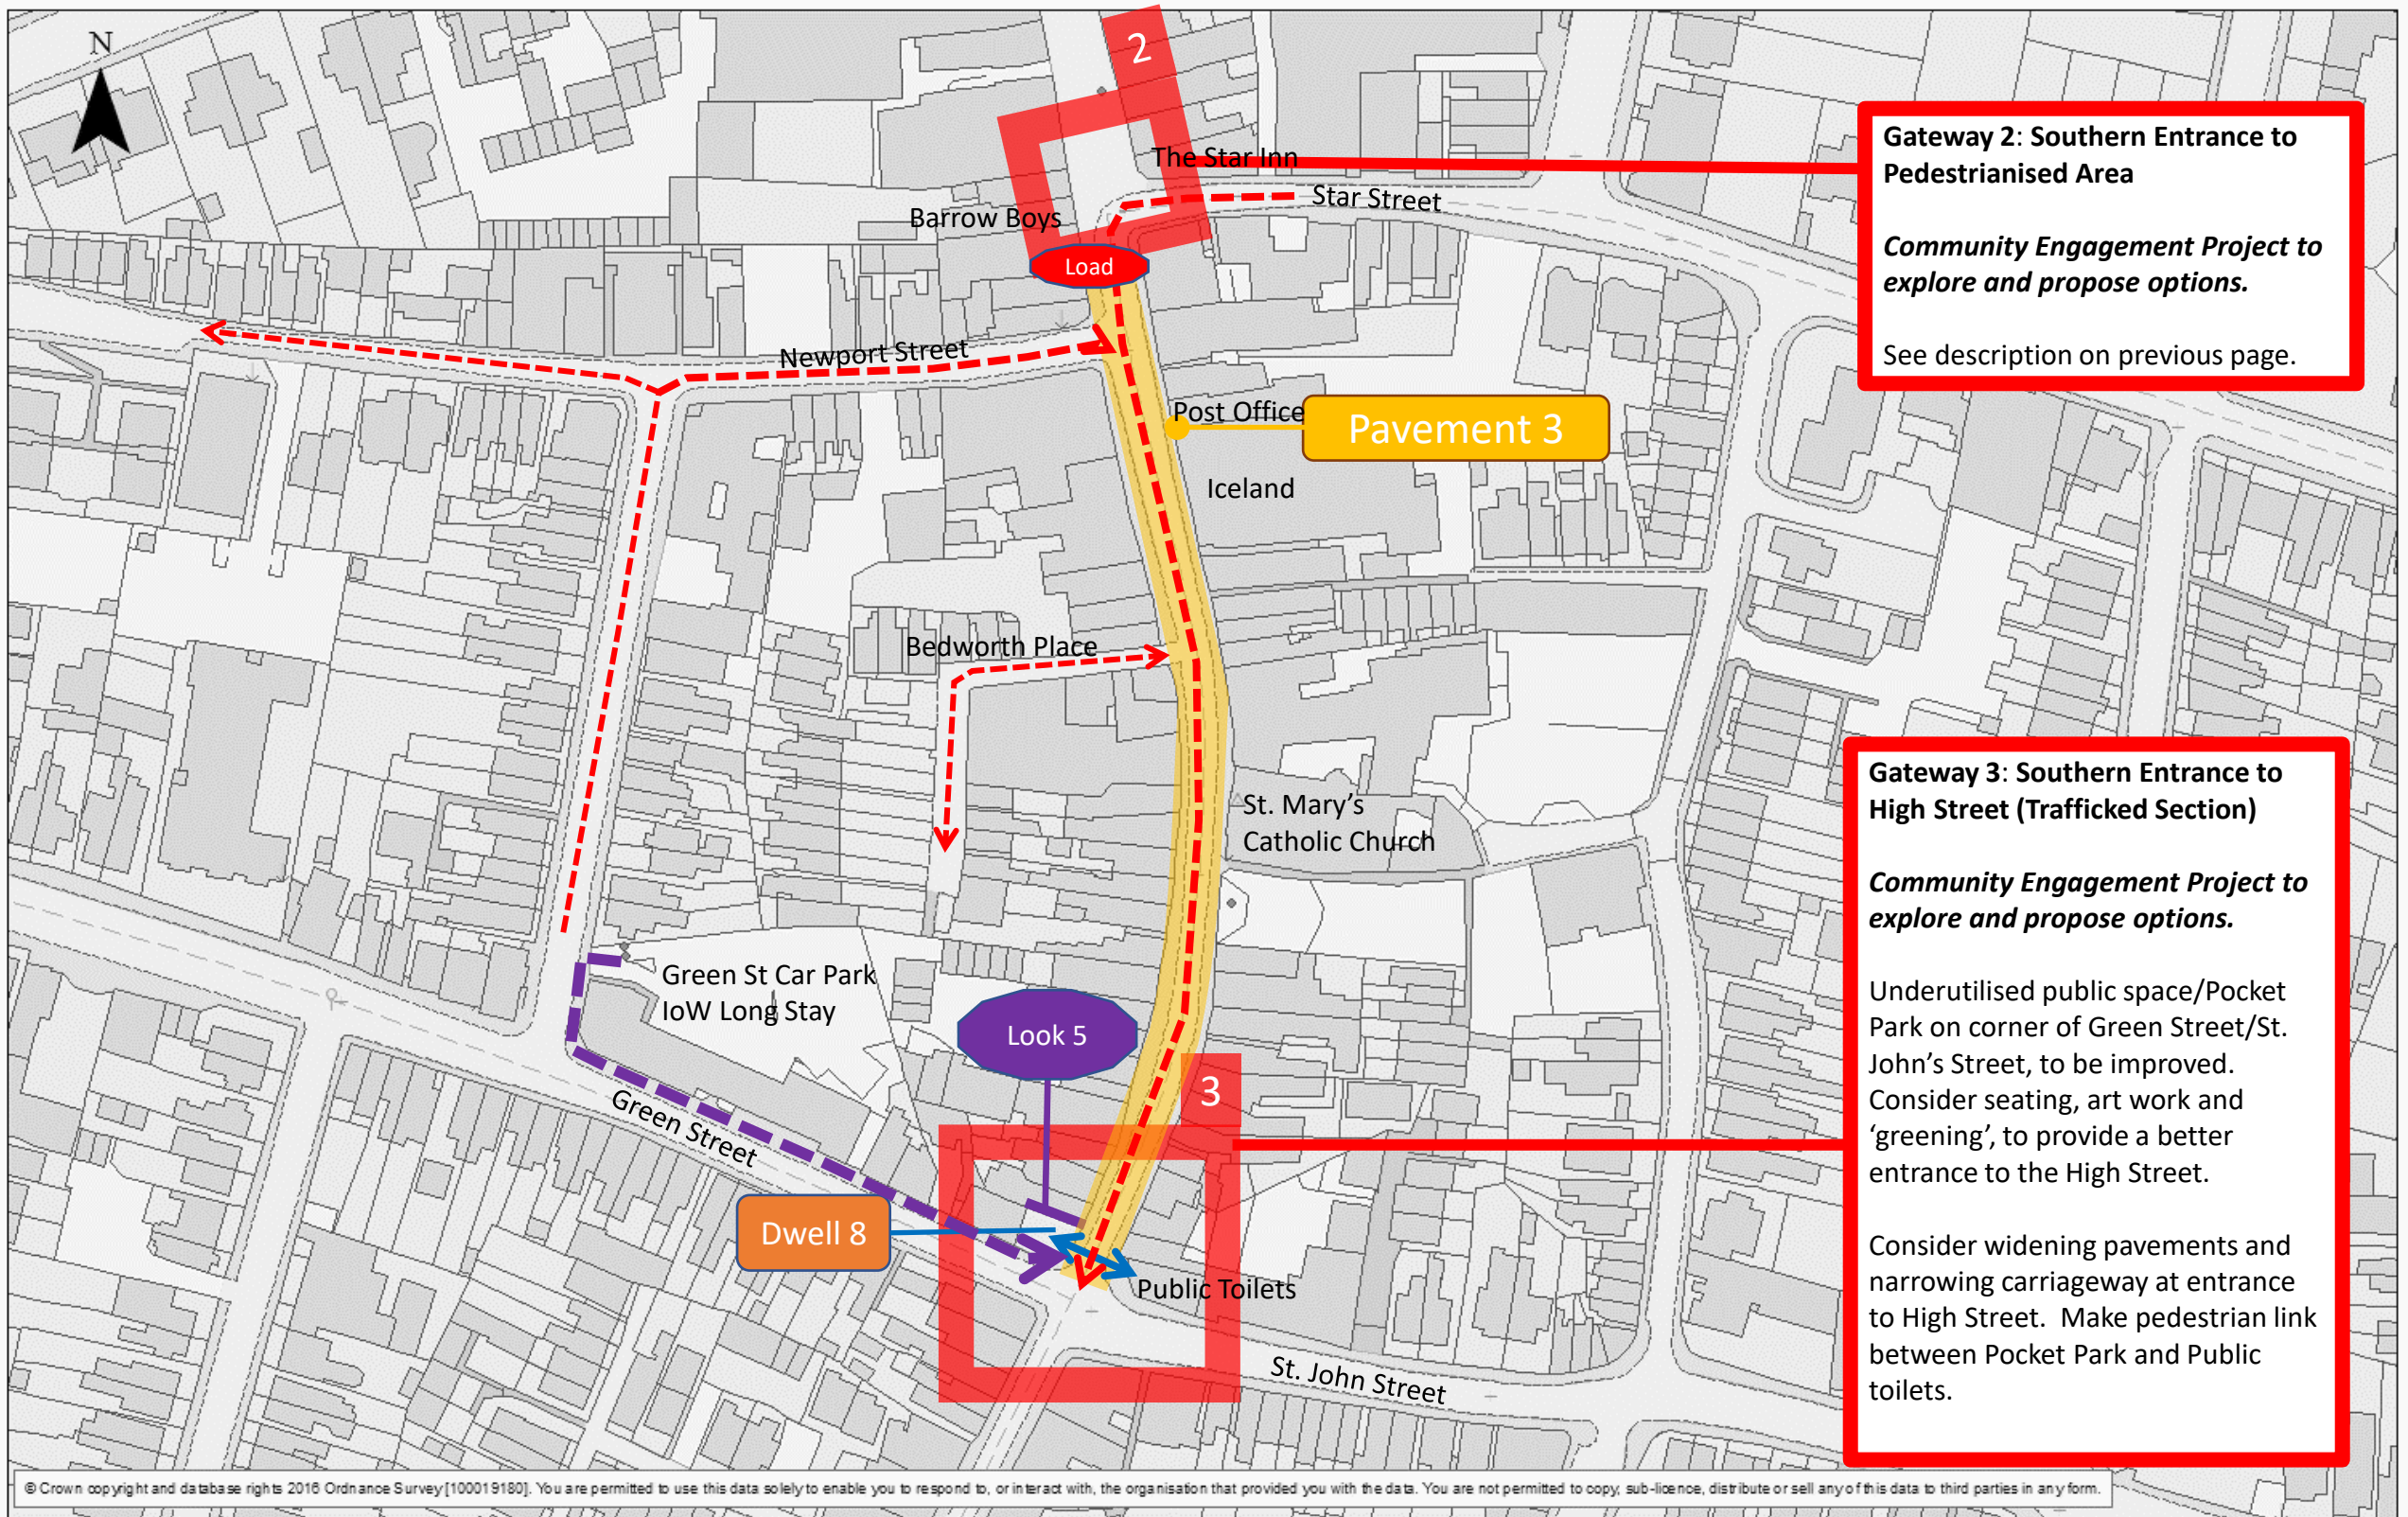 N
2
The Star Inn
Star Street
Barrow Boys
Load
Newport Street
Post Office
Pavement 3
Iceland
Bedworth Place
St. Mary's
Catholic Church
Green St Car Park
IoW Long Stay
Look 5
3
Green Street
Dwell 8
Public Toilets
St. John Street
Gateway 2: Southern Entrance to
Pedestrianised Area
Community Engagement Project to
explore and propose options.
See description on previous page.
Gateway 3: Southern Entrance to
High Street (Trafficked Section)
Community Engagement Project to
explore and propose options.
Underutilised public space/Pocket
Park on corner of Green Street/St.
John's Street, to be improved.
Consider seating, art work and
‘greening’, to provide a better
entrance to the High Street.
Consider widening pavements and
narrowing carriageway at entrance
to High Street.  Make pedestrian link
between Pocket Park and Public
toilets.
© Crown copyright and database rights 2016 Ordnance Survey [100019180]. You are permitted to use this data solely to enable you to respond to, or interact with, the organisation that provided you with the data. You are not permitted to copy, sub-licence, distribute or sell any of this data to third parties in any form.